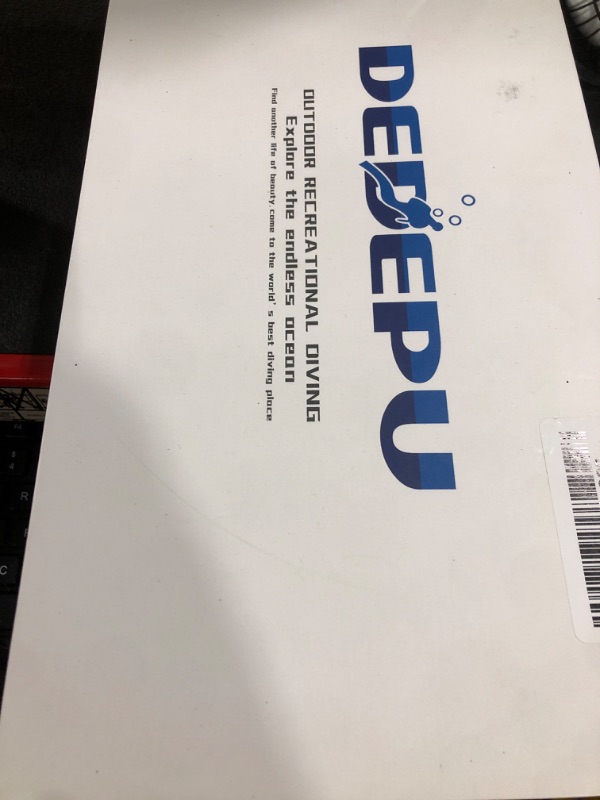 DEDEPU
OUTDOOR RECREATIONAL DIVING
Explore the endless ocean
Find another life of beauty,come to the world's best diving place
R
C